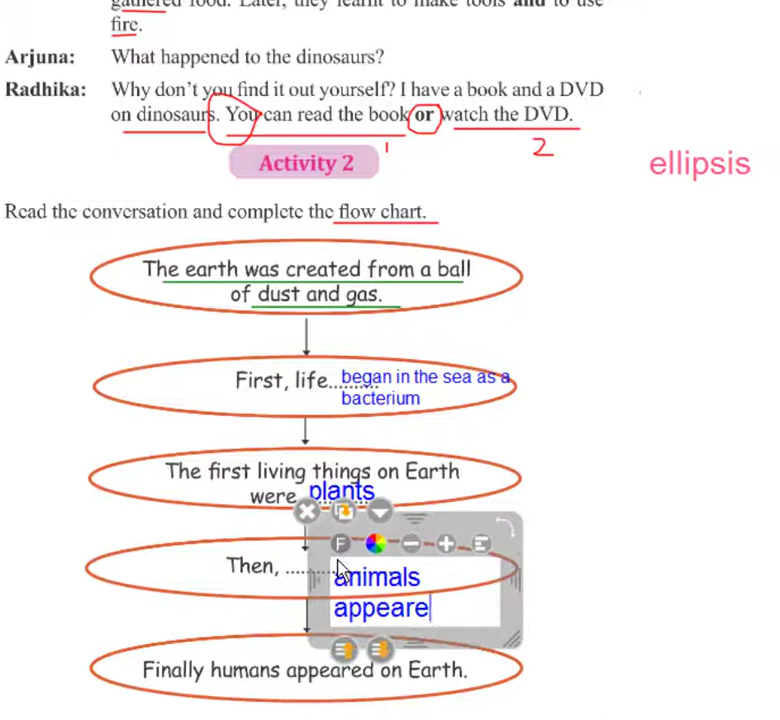 gathered food. Later, they learnt to make tools and to use
fire.
Arjuna: What happened to the dinosaurs?
Radhika: Why don't you find it out yourself? I have a book and a DVD
on dinosaurs. You can read the book or watch the DVD.
1
2
Activity 2
ellipsis
Read the conversation and complete the flow chart.
The earth was created from a ball
of dust and gas.
First, life.......... began in the sea as a
bacterium
The first living things on Earth
were plants
F
Then, .......... animals
appeare
Finally humans appeared on Earth.